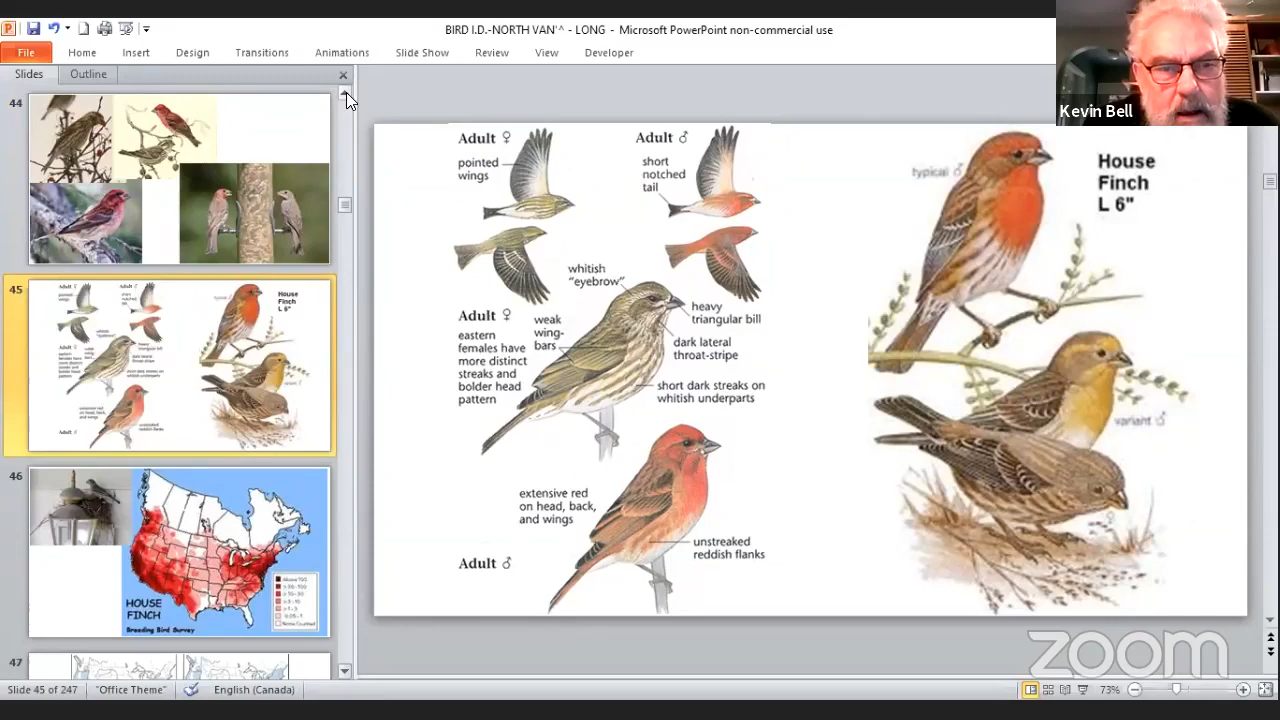 BIRD I.D.-NORTH VAN'^ - LONG - Microsoft PowerPoint non-commercial use
File Home Insert Design Transitions Animations Slide Show Review View Developer
Slides Outline
Kevin Bell
44
45
46
HOUSE
FINCH
Breeding Bird Survey
47
Adult ♀
pointed
wings
Adult ♂
short
notched
tail
whitish
"eyebrow"
Adult ♀
eastern
females have
more distinct
streaks and
bolder head
pattern
weak
wing-
bars
heavy
triangular bill
dark lateral
throat-stripe
short dark streaks on
whitish underparts
extensive red
on head, back,
and wings
unstreaked
reddish flanks
Adult ♂
typical ♂
House
Finch
L 6"
variant ♂
♀
zoom
Slide 45 of 247 "Office Theme" English (Canada) 73%